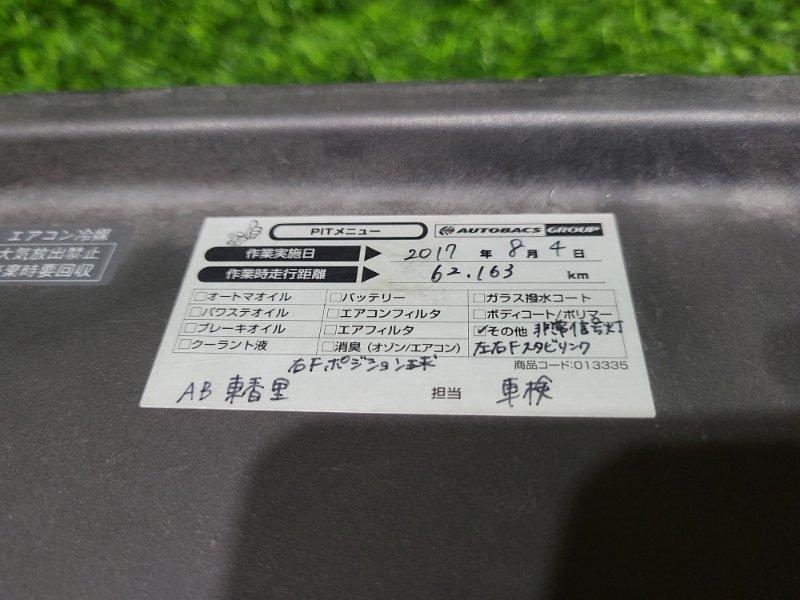 エアコン冷媒
大気放出禁止
業時要回収
PITメニュー AUTOBACS GROUP
作業実施日 2017 年 8 月 4 日
作業時走行距離 62.163 km
□オートマオイル □バッテリー □ガラス撥水コート
□パワステオイル □エアコンフィルタ □ボディコート/ポリマー
□ブレーキオイル □エアフィルタ ☑その他 非常信号灯
□クーラント液 □消臭 (オゾン/エアコン) 左右Fスタビリンク
右F.ポジション球 商品コード:013335
AB 東香里 担当 車検